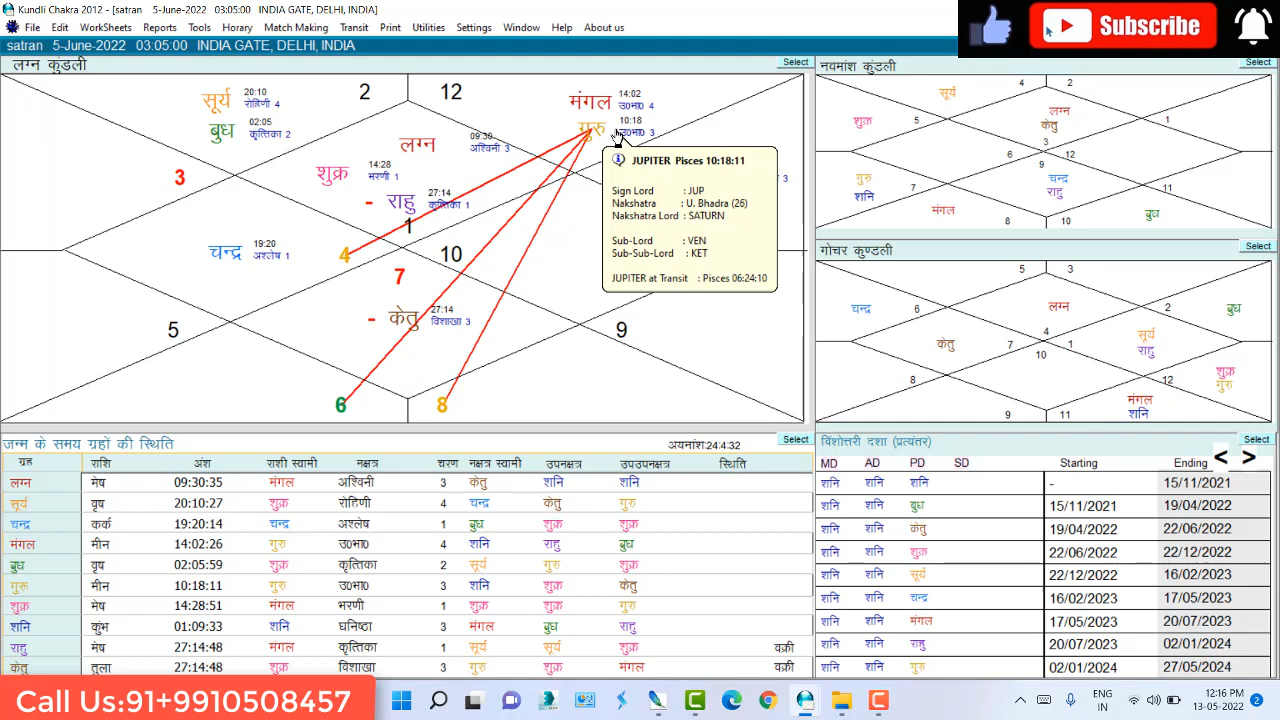 Kundli Chakra 2012 - [satran 5-June-2022 03:05:00 INDIA GATE, DELHI, INDIA]
File Edit WorkSheets Reports Tools Horary Match Making Transit Print Utilities Settings Window Help About us
Subscribe
satran 5-June-2022 03:05:00 INDIA GATE, DELHI, INDIA
लग्न कुंडली Select
सूर्य 20:10 रोहिणी 4
बुध 02:05 कृत्तिका 2
2
12
मंगल 14:02 उ०भा० 4
गुरु 10:18 उ०भा० 3
लग्न 09:30 अश्विनी 3
शुक्र 14:28 भरणी 1
3
- राहु 27:14 कृत्तिका 1
1
3
चन्द्र 19:20 अश्लेष 1
4
10
7
- केतु 27:14 विशाखा 3
5
9
6
8
JUPITER Pisces 10:18:11
Sign Lord : JUP
Nakshatra : U. Bhadra (26)
Nakshatra Lord : SATURN
Sub-Lord : VEN
Sub-Sub-Lord : KET
JUPITER at Transit : Pisces 06:24:10
नवमांश कुंडली Select
4 2
सूर्य
लग्न
केतु
शुक्र 5
1
3
6 12
9
गुरु
शनि
7
चन्द्र
राहु
11
मंगल
8 10
बुध
गोचर कुण्डली Select
5 3
चन्द्र 6
लग्न
2 बुध
4
केतु 7 1
10
सूर्य
राहु
8
12
शुक्र
गुरु
मंगल
शनि
9 11
जन्म के समय ग्रहों की स्थिति अयनांश:24:4:32 Select
ग्रह राशि अंश राशी स्वामी नक्षत्र चरण नक्षत्र स्वामी उपनक्षत्र उपउपनक्षत्र स्थिति
लग्न मेष 09:30:35 मंगल अश्विनी 3 केतु शनि शनि
सूर्य वृष 20:10:27 शुक्र रोहिणी 4 चन्द्र केतु गुरु
चन्द्र कर्क 19:20:14 चन्द्र अश्लेष 1 बुध शुक्र शुक्र
मंगल मीन 14:02:26 गुरु उ०भा० 4 शनि राहु बुध
बुध वृष 02:05:59 शुक्र कृत्तिका 2 सूर्य गुरु शुक्र
गुरू मीन 10:18:11 गुरु उ०भा० 3 शनि शुक्र केतु
शुक्र मेष 14:28:51 मंगल भरणी 1 शुक्र शुक्र गुरु
शनि कुंभ 01:09:33 शनि घनिष्ठा 3 मंगल बुध राहु
राहु मेष 27:14:48 मंगल कृत्तिका 1 सूर्य सूर्य शुक्र वक्री
केतु तुला 27:14:48 शुक्र विशाखा 3 गुरु शुक्र मंगल वक्री
विंशोत्तरी दशा (प्रत्यंतर) Select
MD AD PD SD Starting Ending < >
शनि शनि शनि - 15/11/2021
शनि शनि बुध 15/11/2021 19/04/2022
शनि शनि केतु 19/04/2022 22/06/2022
शनि शनि शुक्र 22/06/2022 22/12/2022
शनि शनि सूर्य 22/12/2022 16/02/2023
शनि शनि चन्द्र 16/02/2023 17/05/2023
शनि शनि मंगल 17/05/2023 20/07/2023
शनि शनि राहु 20/07/2023 02/01/2024
शनि शनि गुरु 02/01/2024 27/05/2024
Call Us:91+9910508457
ENG
IN
12:16 PM
13-05-2022
2